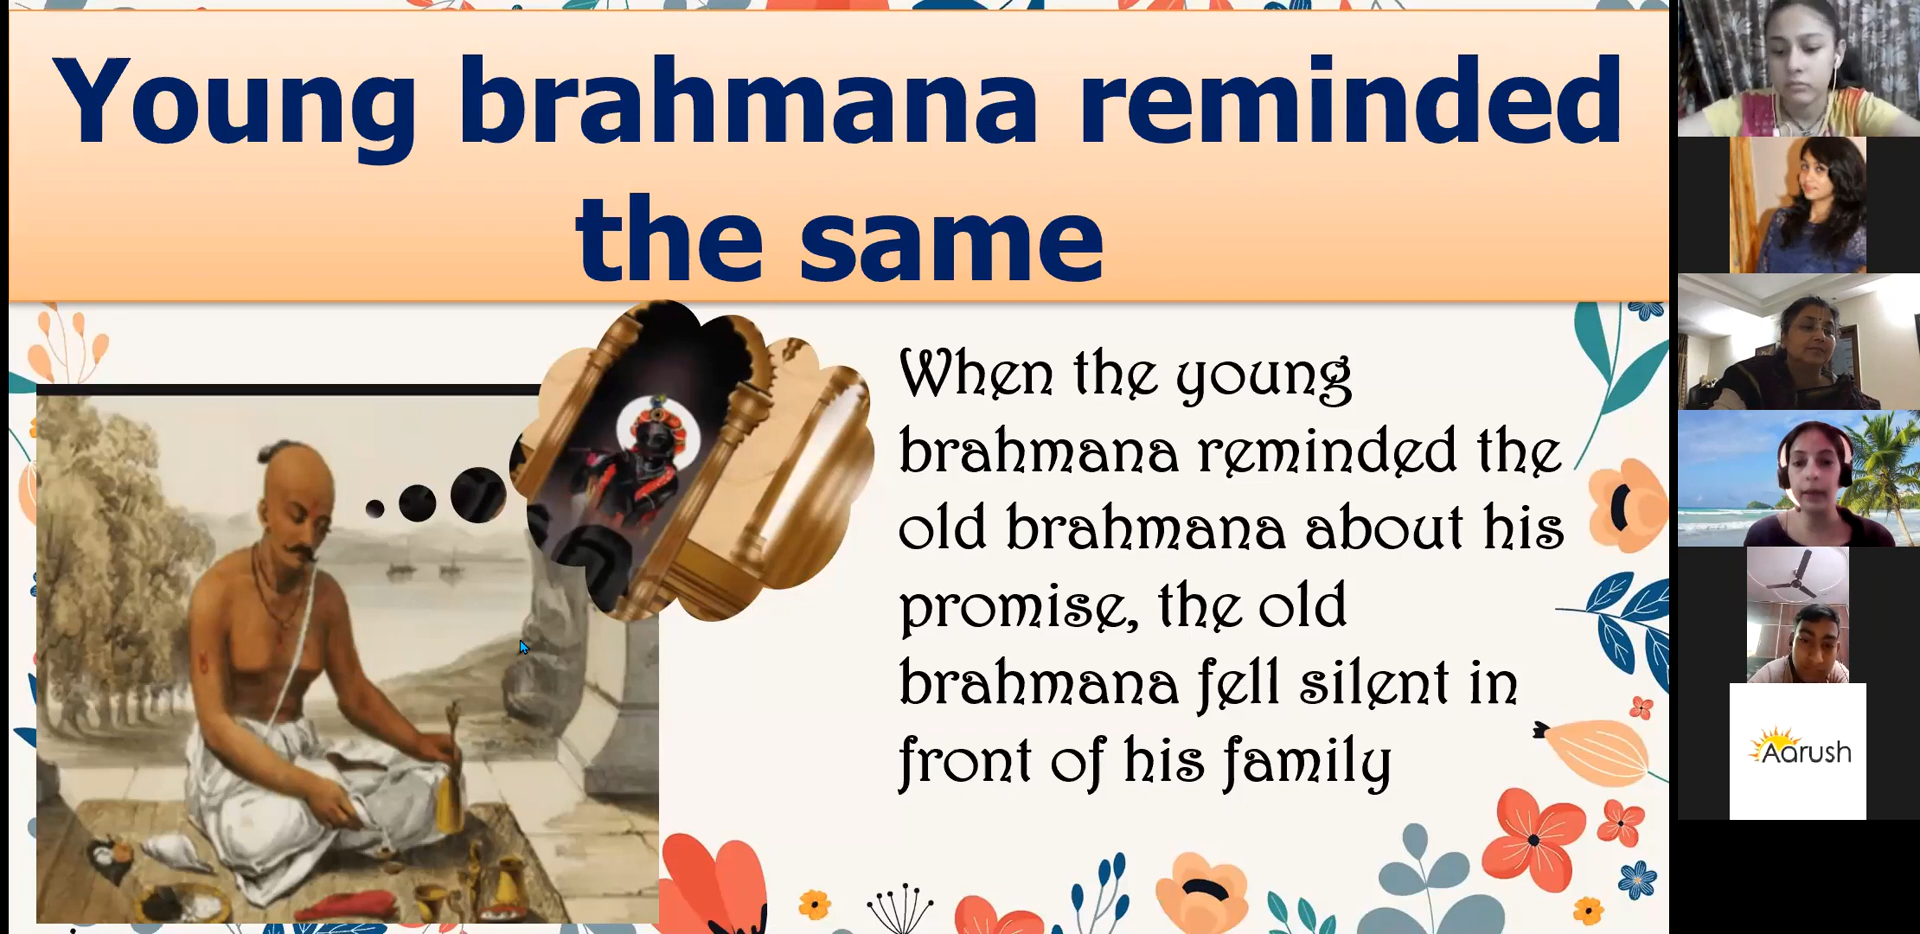 Young brahmana reminded
the same
When the young
brahmana reminded the
old brahmana about his
promise, the old
brahmana fell silent in
front of his family
Aarush